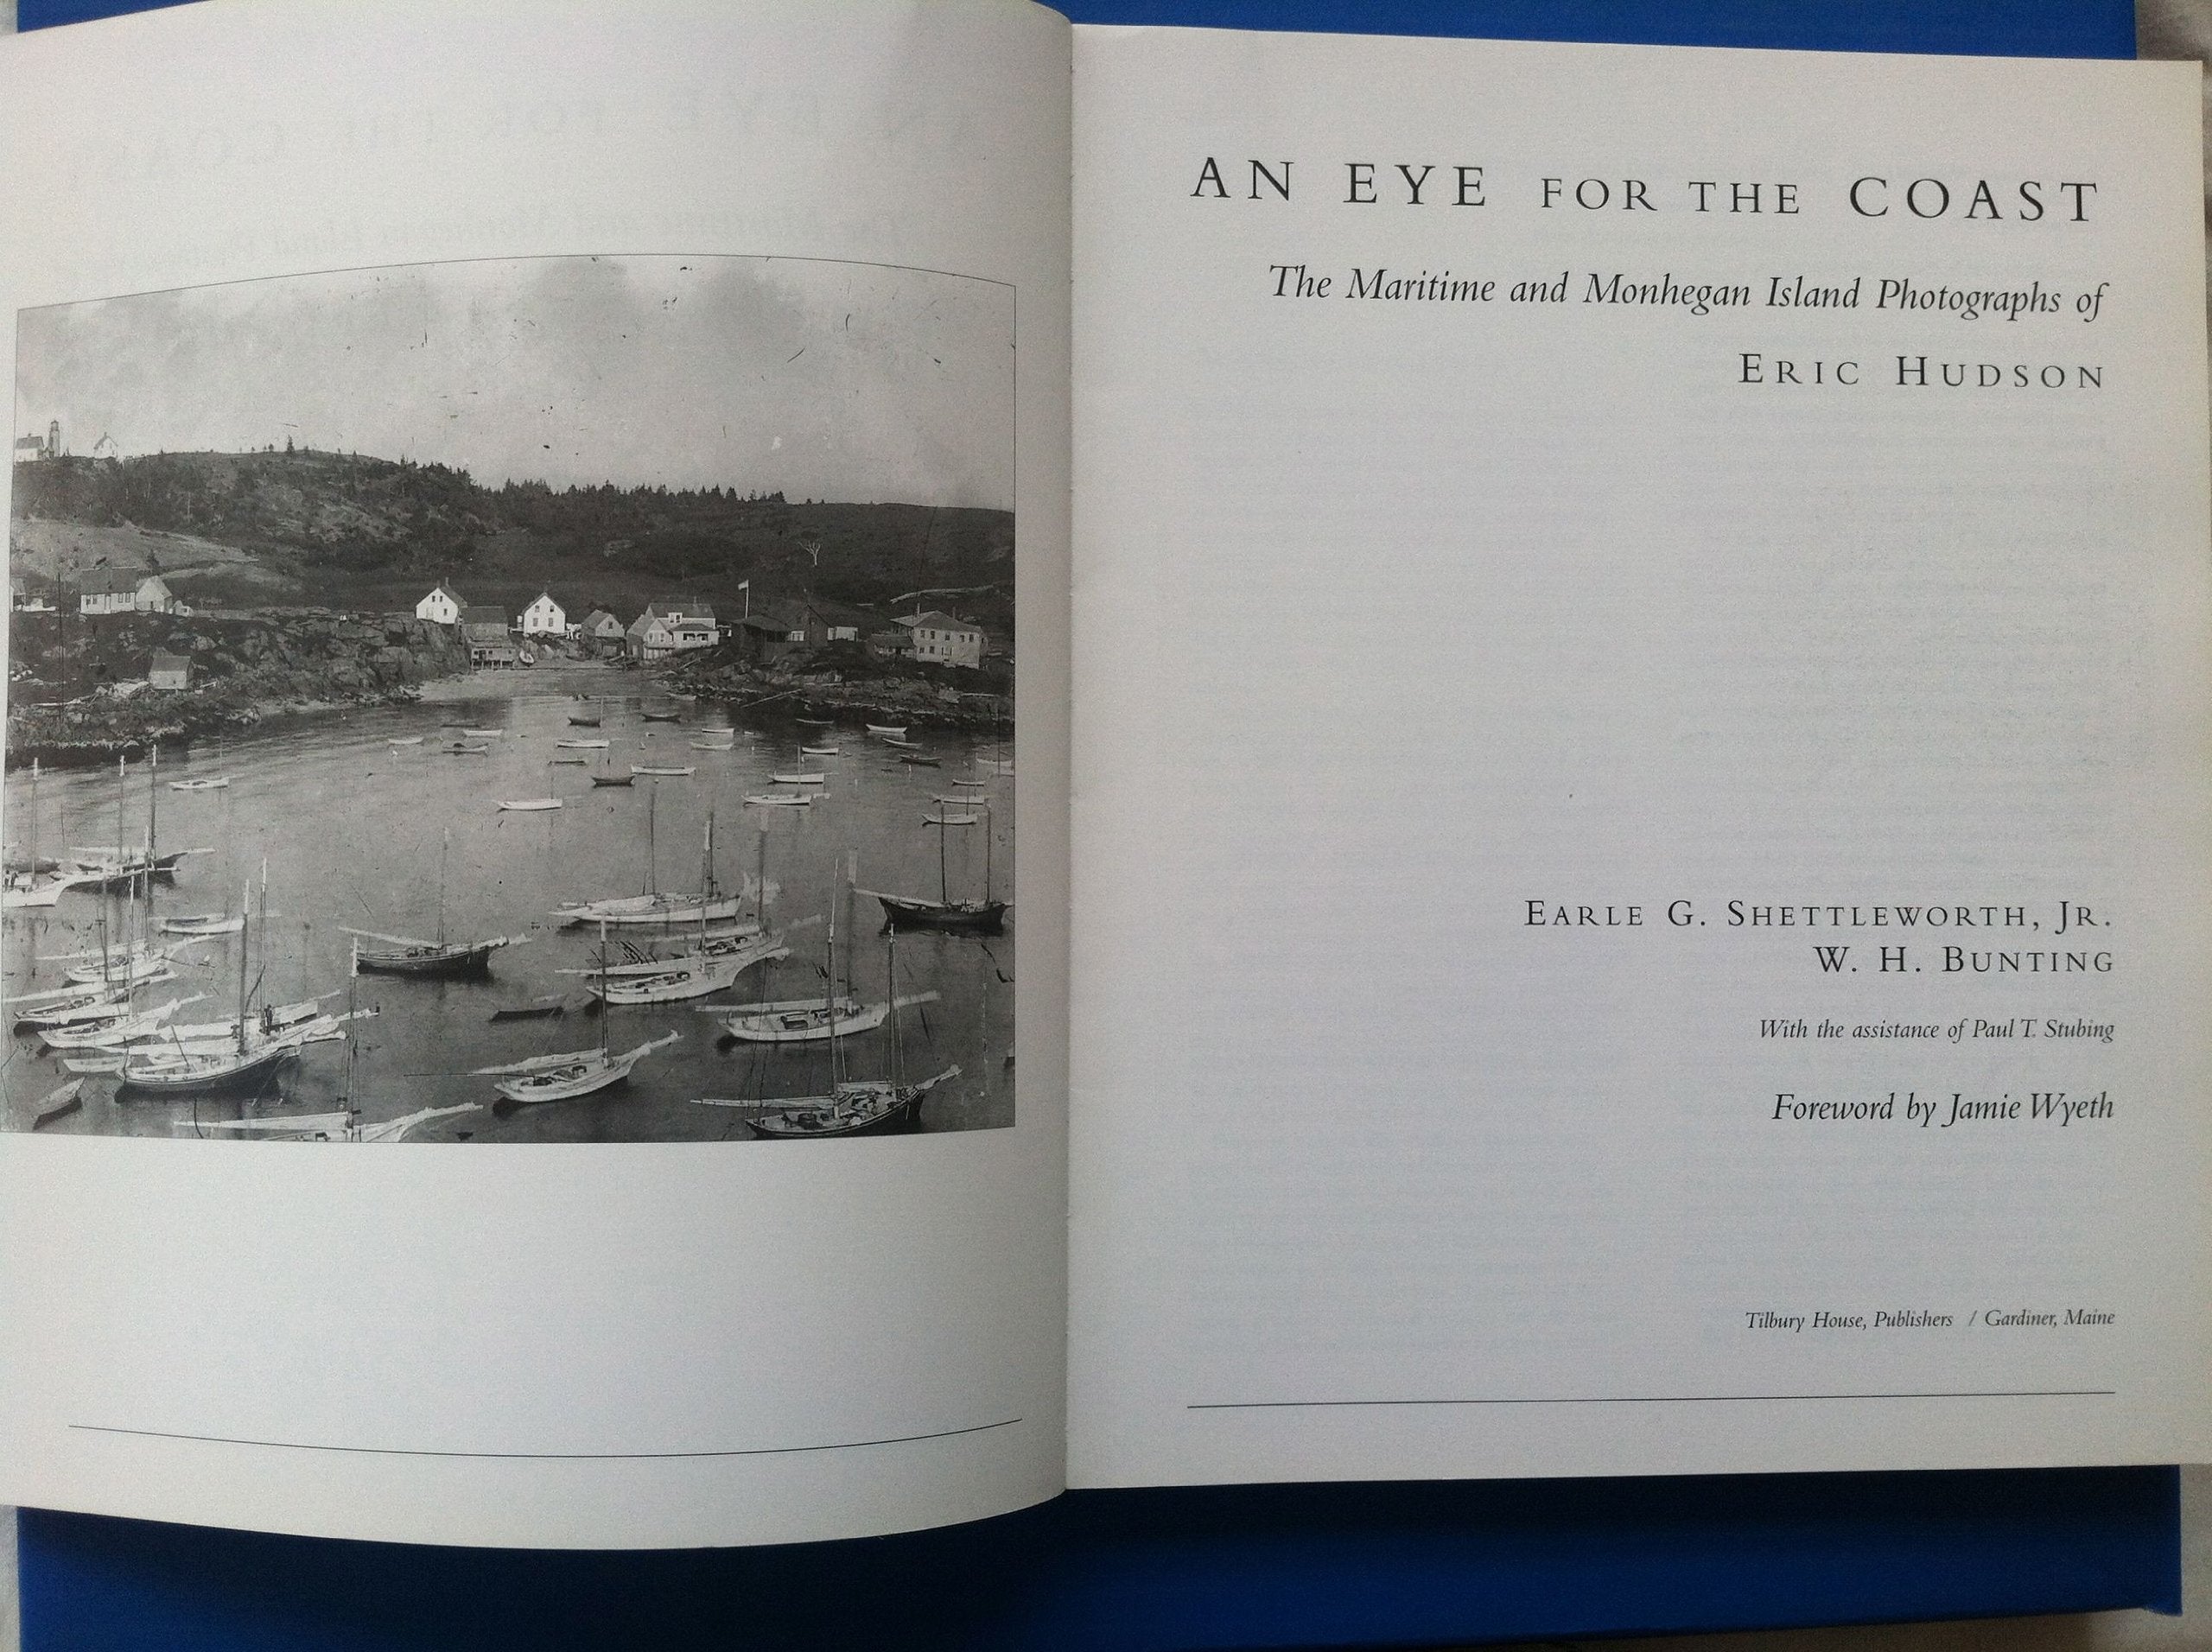 AN EYE FOR THE COAST
The Maritime and Monhegan Island Photographs of
ERIC HUDSON
EARLE G. SHETTLEWORTH, JR.
W. H. BUNTING
With the assistance of Paul T. Stubing
Foreword by Jamie Wyeth
Tilbury House, Publishers / Gardiner, Maine